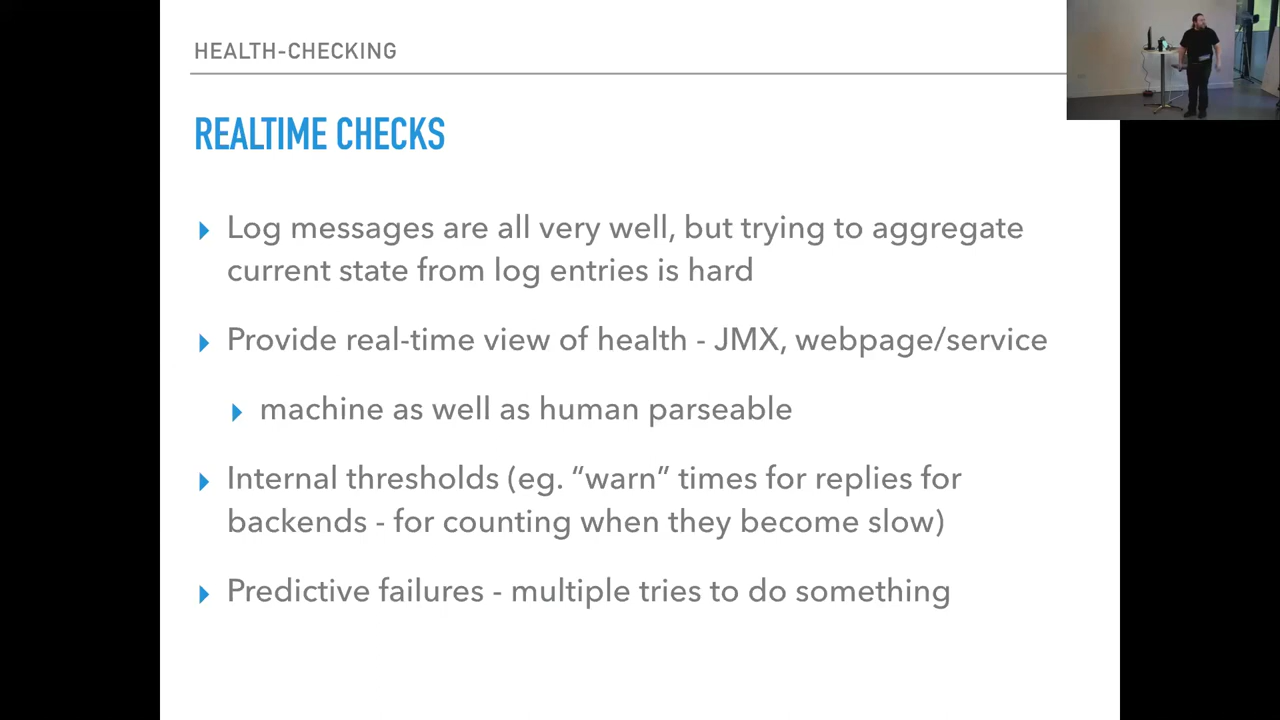 HEALTH-CHECKING
REALTIME CHECKS
Log messages are all very well, but trying to aggregate
current state from log entries is hard
Provide real-time view of health - JMX, webpage/service
machine as well as human parseable
Internal thresholds (eg. “warn” times for replies for
backends - for counting when they become slow)
Predictive failures - multiple tries to do something